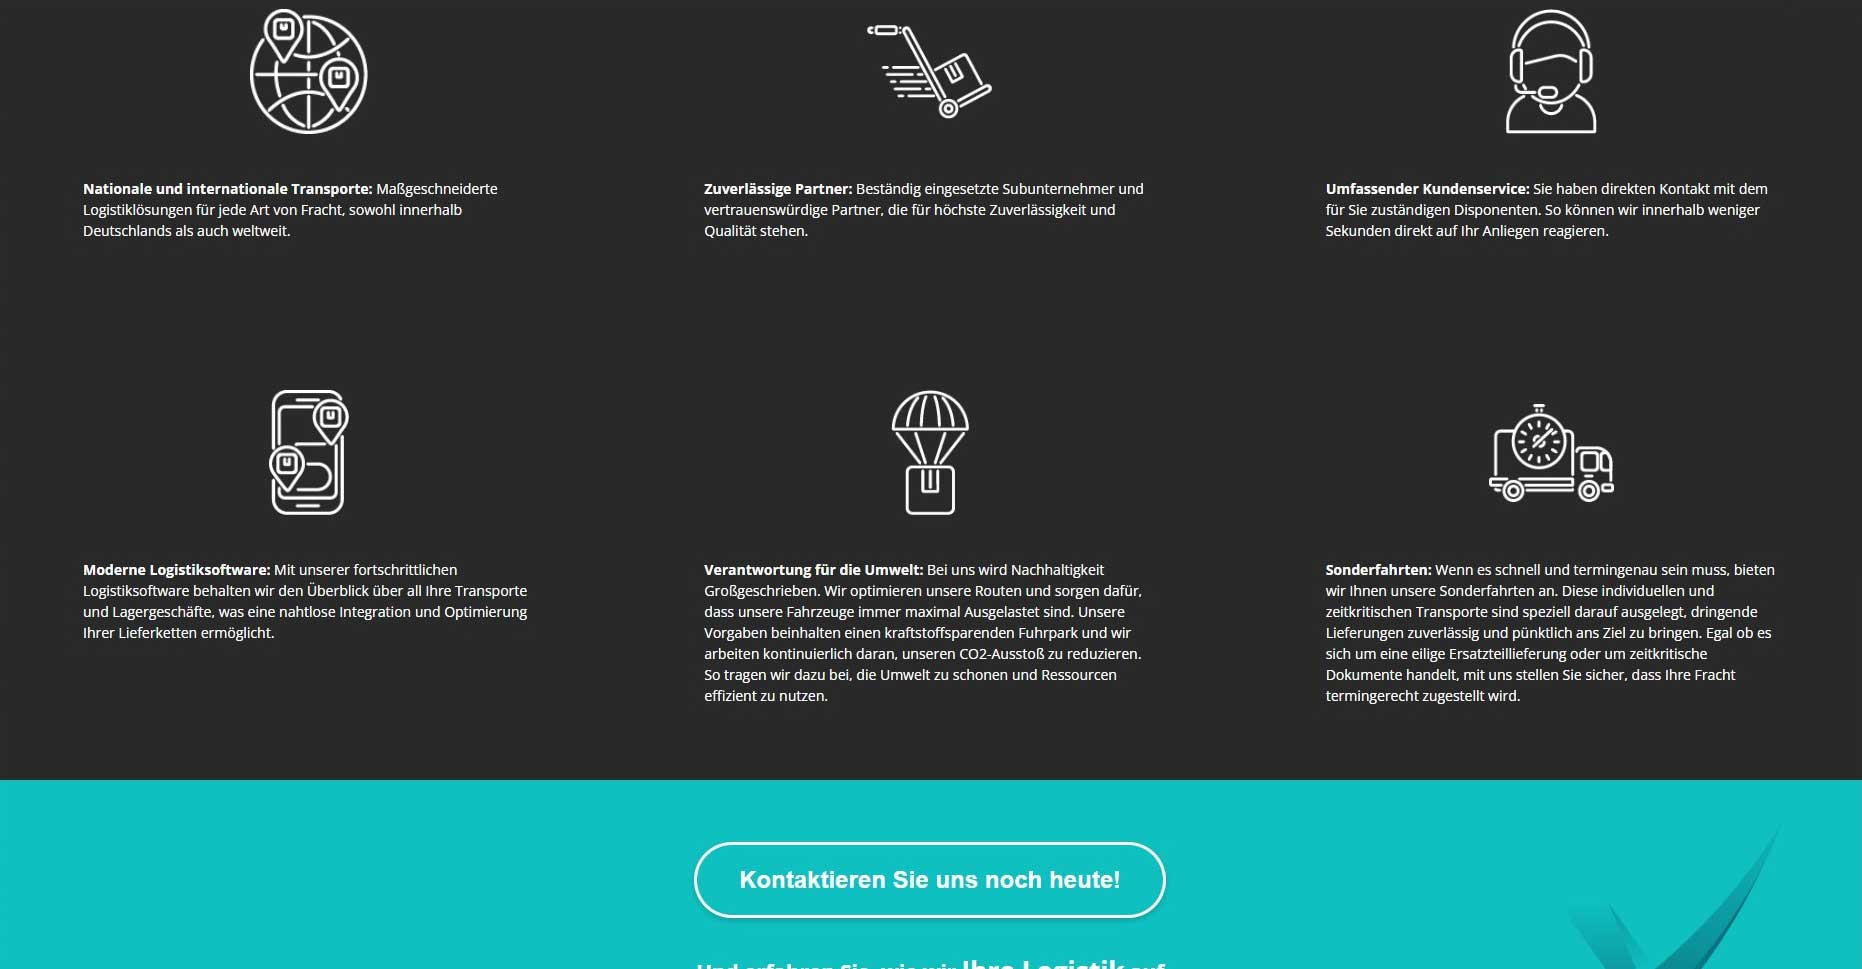 Nationale und internationale Transporte: Maßgeschneiderte
Logistiklösungen für jede Art von Fracht, sowohl innerhalb
Deutschlands als auch weltweit.
Zuverlässige Partner: Beständig eingesetzte Subunternehmer und
vertrauenswürdige Partner, die für höchste Zuverlässigkeit und
Qualität stehen.
Umfassender Kundenservice: Sie haben direkten Kontakt mit dem
für Sie zuständigen Disponenten. So können wir innerhalb weniger
Sekunden direkt auf Ihr Anliegen reagieren.
Moderne Logistiksoftware: Mit unserer fortschrittlichen
Logistiksoftware behalten wir den Überblick über all Ihre Transporte
und Lagergeschäfte, was eine nahtlose Integration und Optimierung
Ihrer Lieferketten ermöglicht.
Verantwortung für die Umwelt: Bei uns wird Nachhaltigkeit
Großgeschrieben. Wir optimieren unsere Routen und sorgen dafür,
dass unsere Fahrzeuge immer maximal Ausgelastet sind. Unsere
Vorgaben beinhalten einen kraftstoffsparenden Fuhrpark und wir
arbeiten kontinuierlich daran, unseren CO2-Ausstoß zu reduzieren.
So tragen wir dazu bei, die Umwelt zu schonen und Ressourcen
effizient zu nutzen.
Sonderfahrten: Wenn es schnell und termingenau sein muss, bieten
wir Ihnen unsere Sonderfahrten an. Diese individuellen und
zeitkritischen Transporte sind speziell darauf ausgelegt, dringende
Lieferungen zuverlässig und pünktlich ans Ziel zu bringen. Egal ob es
sich um eine eilige Ersatzteillieferung oder um zeitkritische
Dokumente handelt, mit uns stellen Sie sicher, dass Ihre Fracht
termingerecht zugestellt wird.
Kontaktieren Sie uns noch heute!
Und erfahren Sie, wie wir Ihre Logistik auf